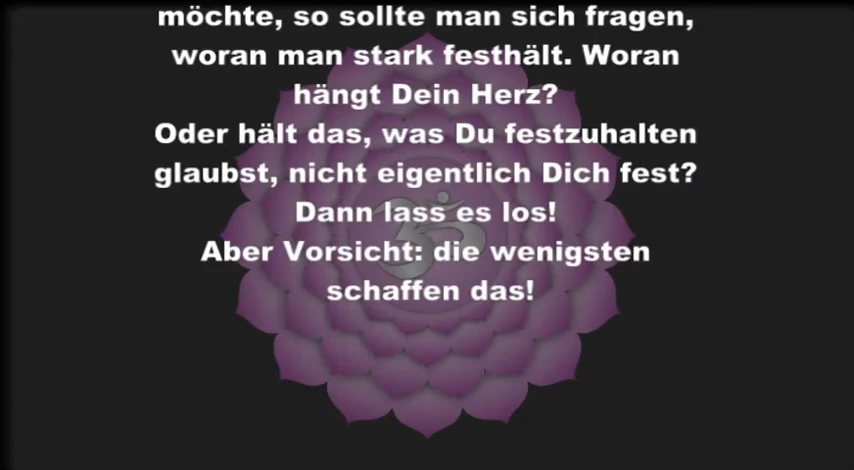 möchte, so sollte man sich fragen,
woran man stark festhält. Woran
hängt Dein Herz?
Oder hält das, was Du festzuhalten
glaubst, nicht eigentlich Dich fest?
Dann lass es los!
Aber Vorsicht: die wenigsten
schaffen das!
ॐ